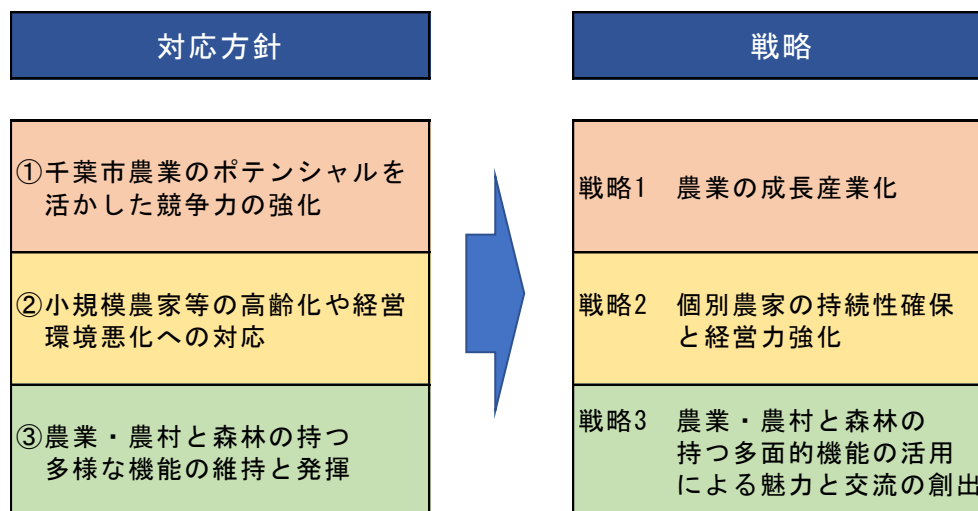 対応方針
戦略
①千葉市農業のポテンシャルを
活かした競争力の強化
戦略1 農業の成長産業化
②小規模農家等の高齢化や経営
環境悪化への対応
戦略2 個別農家の持続性確保
と経営力強化
③農業・農村と森林の持つ
多様な機能の維持と発揮
戦略3 農業・農村と森林の
持つ多面的機能の活用
による魅力と交流の創出